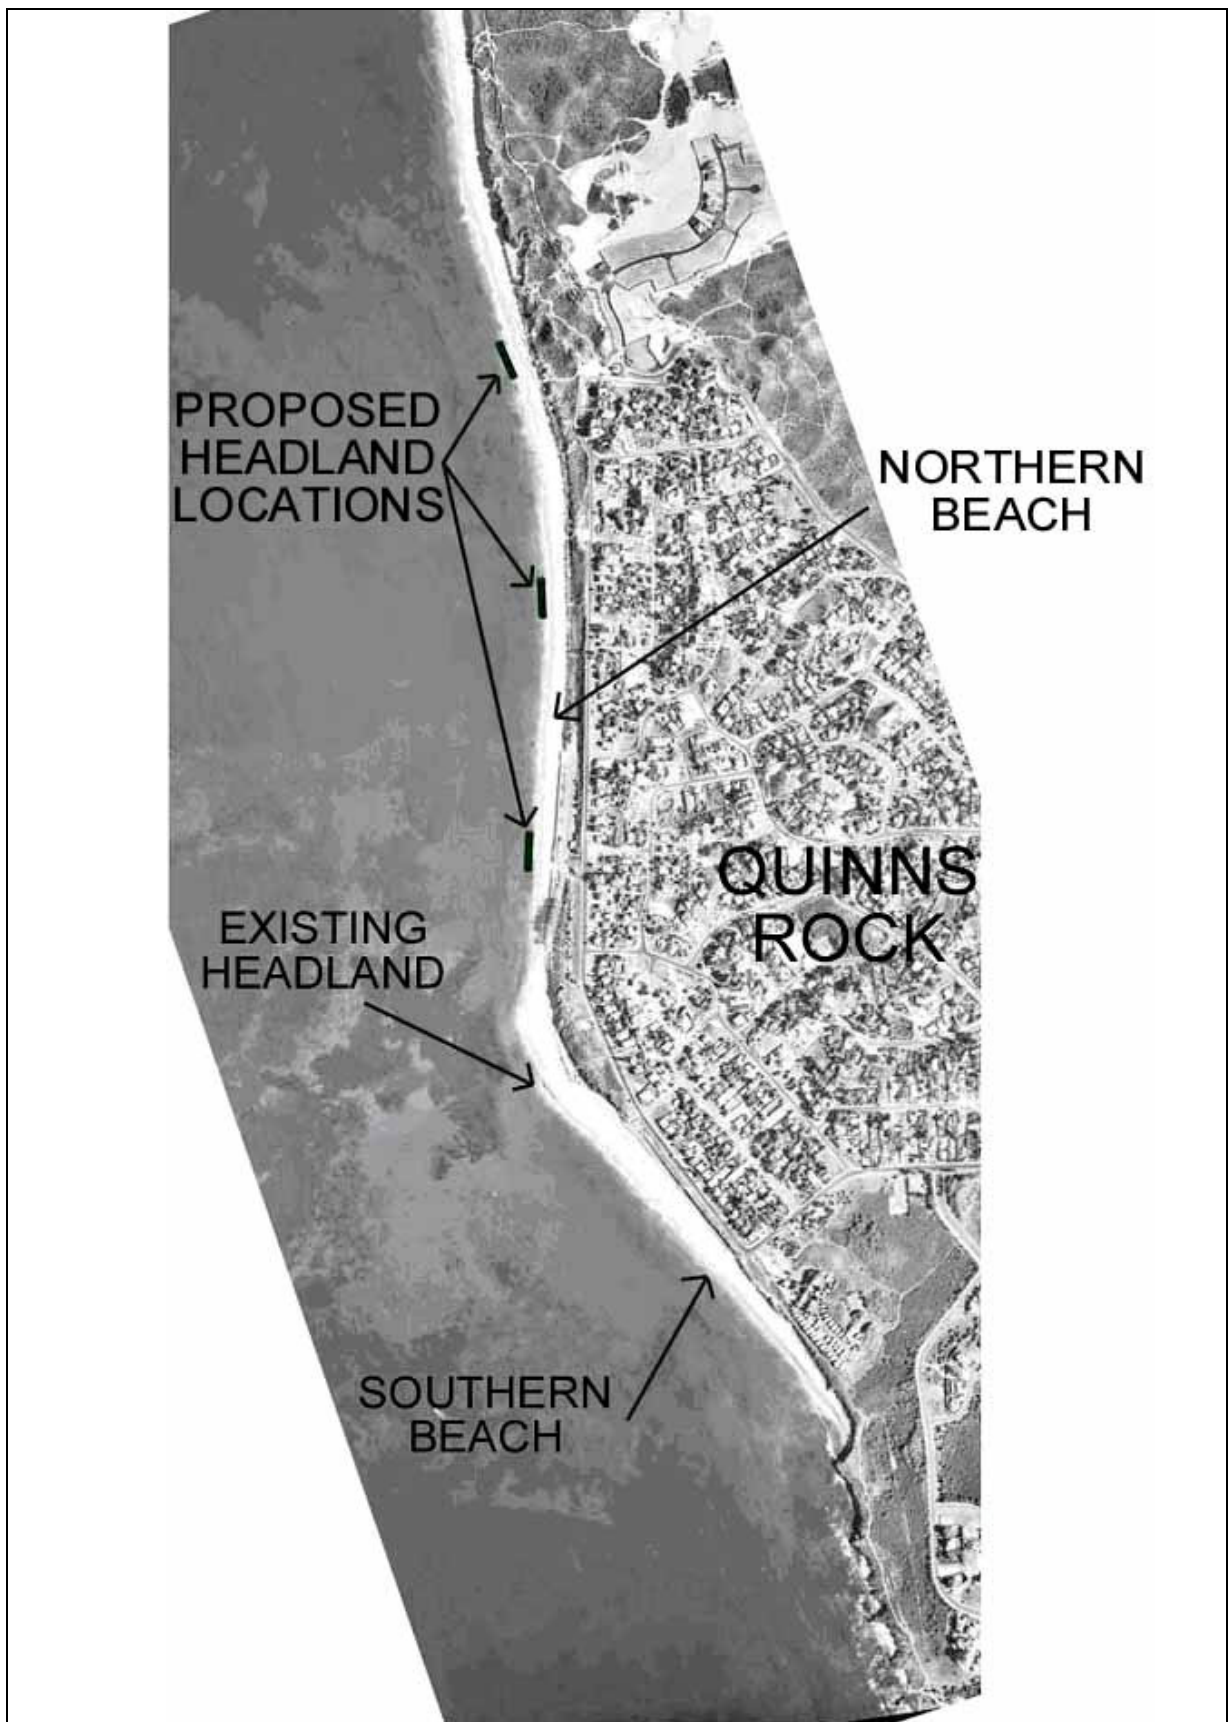 PROPOSED
HEADLAND
LOCATIONS
NORTHERN
BEACH
QUINNS
ROCK
EXISTING
HEADLAND
SOUTHERN
BEACH